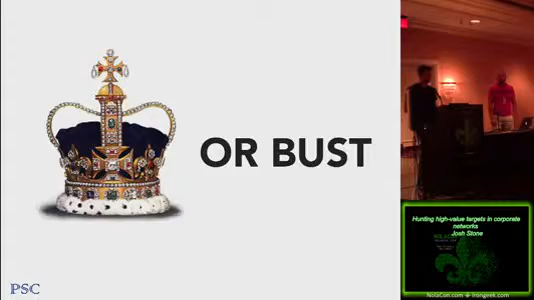 OR BUST
PSC
Hunting high-value targets in corporate
networks
Josh Stone
NolaCon.com
irongeek.com